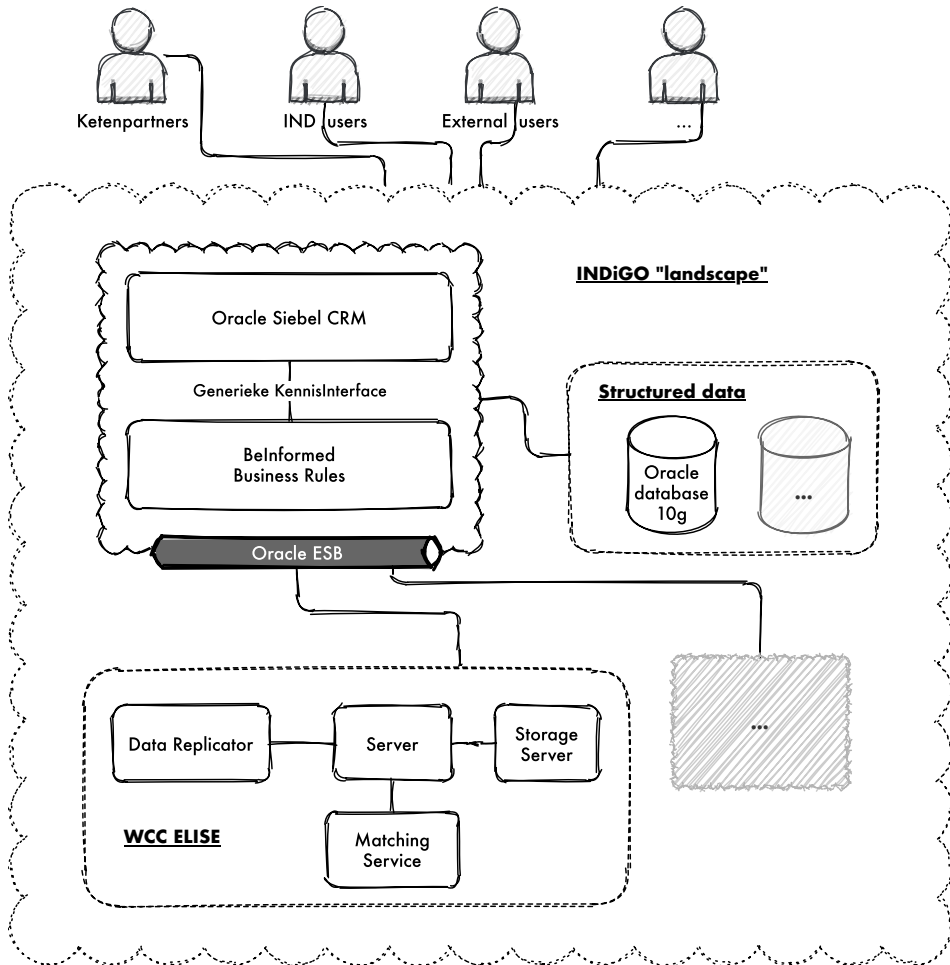 Ketenpartners
IND users
External users
...
INDiGO "landscape"
Oracle Siebel CRM
Generieke KennisInterface
BeInformed
Business Rules
Structured data
Oracle
database
10g
...
Oracle ESB
Data Replicator
Server
Storage
Server
...
WCC ELISE
Matching
Service